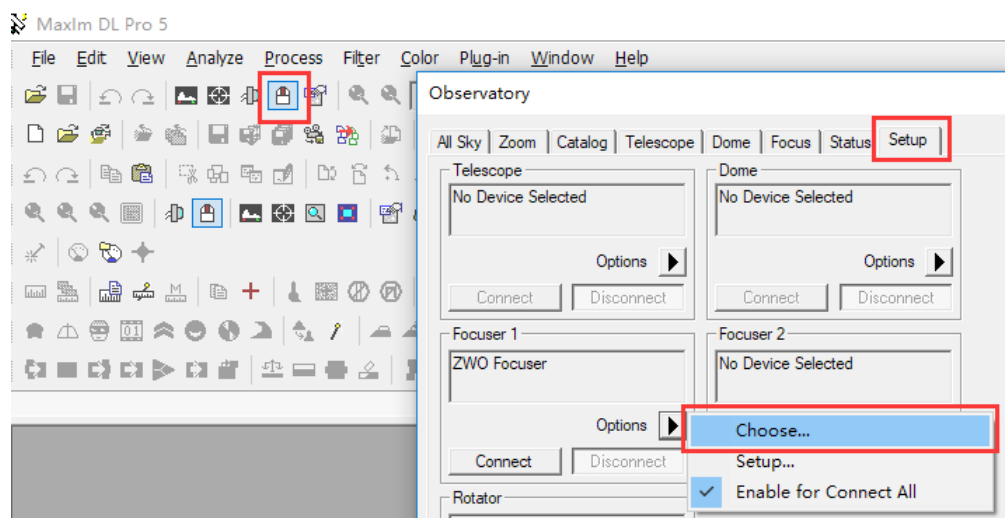 MaxIm DL Pro 5
File Edit View Analyze Process Filter Color Plug-in Window Help
Observatory
All Sky Zoom Catalog Telescope Dome Focus Status Setup
Telescope Dome
No Device Selected No Device Selected
Options Options
Connect Disconnect Connect Disconnect
Focuser 1 Focuser 2
ZWO Focuser No Device Selected
Options Choose...
Connect Disconnect Setup...
Enable for Connect All
Rotator